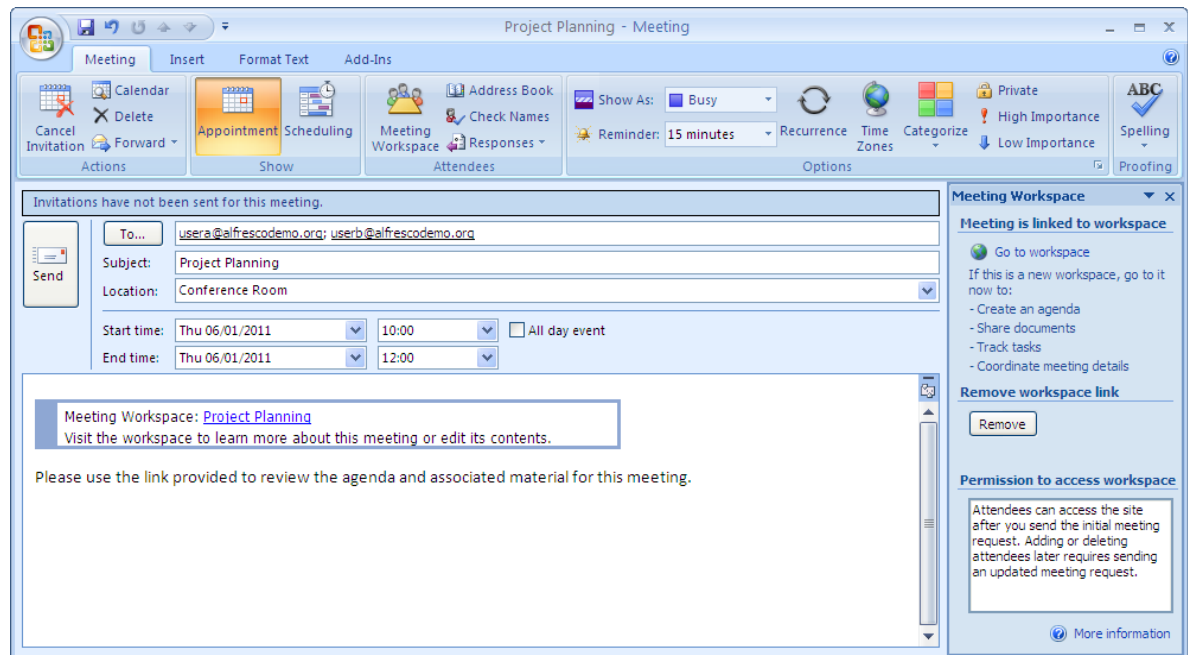 Project Planning - Meeting
Meeting Insert Format Text Add-Ins
Cancel Invitation
Calendar
Delete
Forward
Actions
Appointment
Scheduling
Show
Meeting Workspace
Address Book
Check Names
Responses
Attendees
Show As: Busy
Reminder: 15 minutes
Recurrence
Time Zones
Categorize
Private
High Importance
Low Importance
Options
ABC
Spelling
Proofing
Invitations have not been sent for this meeting.
Send
To... usera@alfrescodemo.org; userb@alfrescodemo.org
Subject: Project Planning
Location: Conference Room
Start time: Thu 06/01/2011 10:00 All day event
End time: Thu 06/01/2011 12:00
Meeting Workspace: Project Planning
Visit the workspace to learn more about this meeting or edit its contents.
Please use the link provided to review the agenda and associated material for this meeting.
Meeting Workspace
Meeting is linked to workspace
Go to workspace
If this is a new workspace, go to it
now to:
- Create an agenda
- Share documents
- Track tasks
- Coordinate meeting details
Remove workspace link
Remove
Permission to access workspace
Attendees can access the site
after you send the initial meeting
request. Adding or deleting
attendees later requires sending
an updated meeting request.
More information